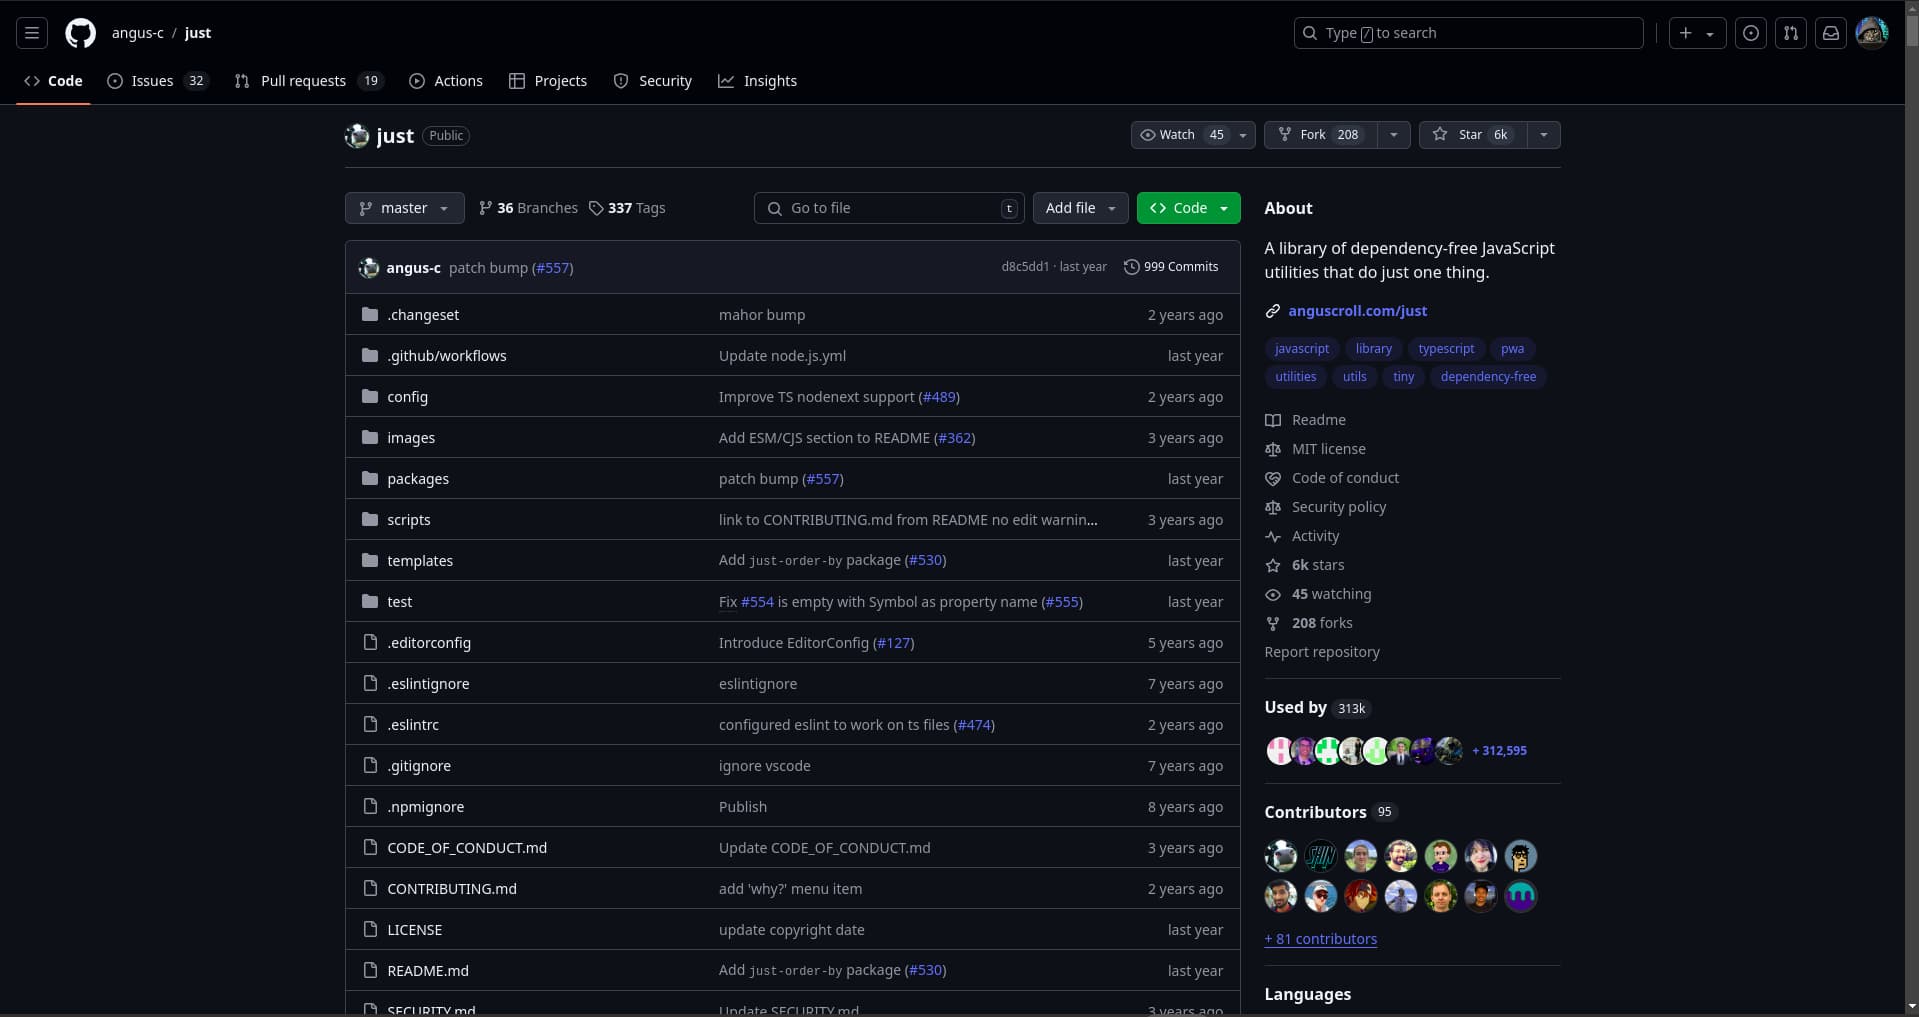 angus-c / just
Type / to search
Code Issues 32 Pull requests 19 Actions Projects Security Insights
just Public
Watch 45 Fork 208 Star 6k
master 36 Branches 337 Tags
Go to file t Add file Code
angus-c patch bump (#557) d8c5dd1 · last year 999 Commits
.changeset mahor bump 2 years ago
.github/workflows Update node.js.yml last year
config Improve TS nodenext support (#489) 2 years ago
images Add ESM/CJS section to README (#362) 3 years ago
packages patch bump (#557) last year
scripts link to CONTRIBUTING.md from README no edit warnin... 3 years ago
templates Add just-order-by package (#530) last year
test Fix #554 is empty with Symbol as property name (#555) last year
.editorconfig Introduce EditorConfig (#127) 5 years ago
.eslintignore eslintignore 7 years ago
.eslintrc configured eslint to work on ts files (#474) 2 years ago
.gitignore ignore vscode 7 years ago
.npmignore Publish 8 years ago
CODE_OF_CONDUCT.md Update CODE_OF_CONDUCT.md 3 years ago
CONTRIBUTING.md add 'why?' menu item 2 years ago
LICENSE update copyright date last year
README.md Add just-order-by package (#530) last year
SECURITY.md Update SECURITY.md 3 years ago
About
A library of dependency-free JavaScript
utilities that do just one thing.
anguscroll.com/just
javascript library typescript pwa
utilities utils tiny dependency-free
Readme
MIT license
Code of conduct
Security policy
Activity
6k stars
45 watching
208 forks
Report repository
Used by 313k
+ 312,595
Contributors 95
+ 81 contributors
Languages